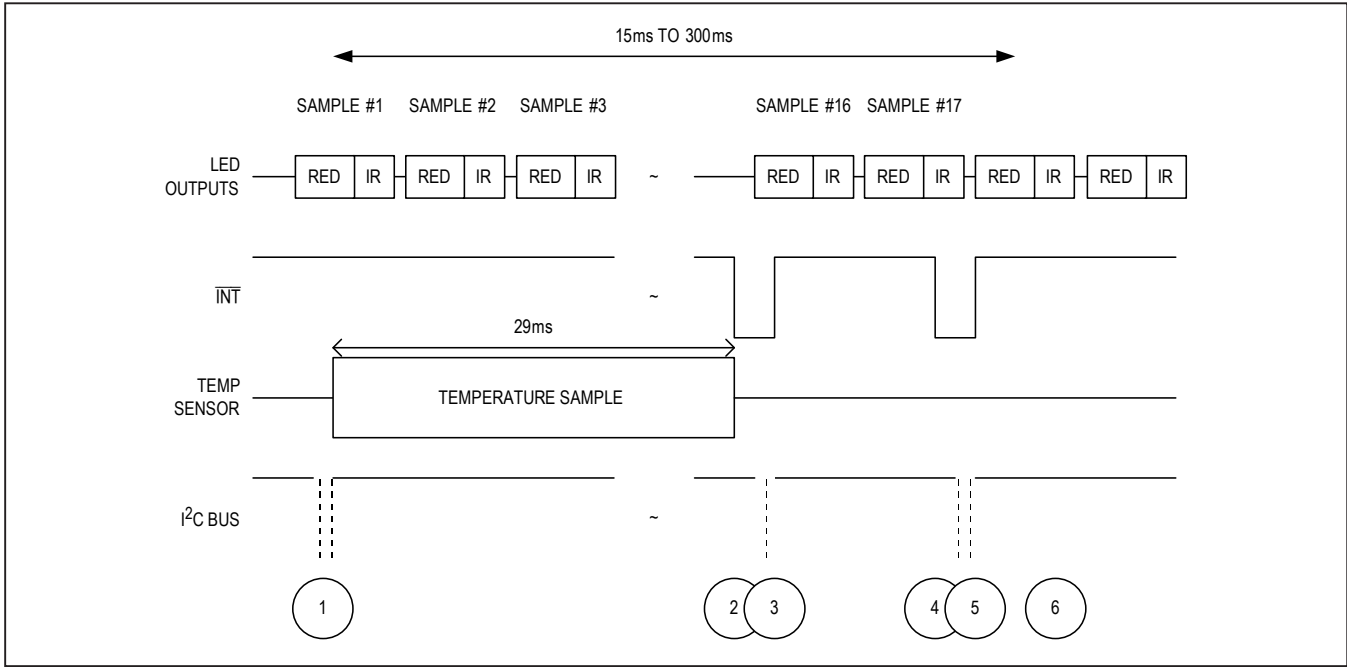 15ms TO 300ms
SAMPLE #1 SAMPLE #2 SAMPLE #3 SAMPLE #16 SAMPLE #17
LED
OUTPUTS
RED IR RED IR RED IR ~ RED IR RED IR RED IR RED IR
INT ~
29ms
TEMP
SENSOR
TEMPERATURE SAMPLE
I²C BUS ~
1 2 3 4 5 6